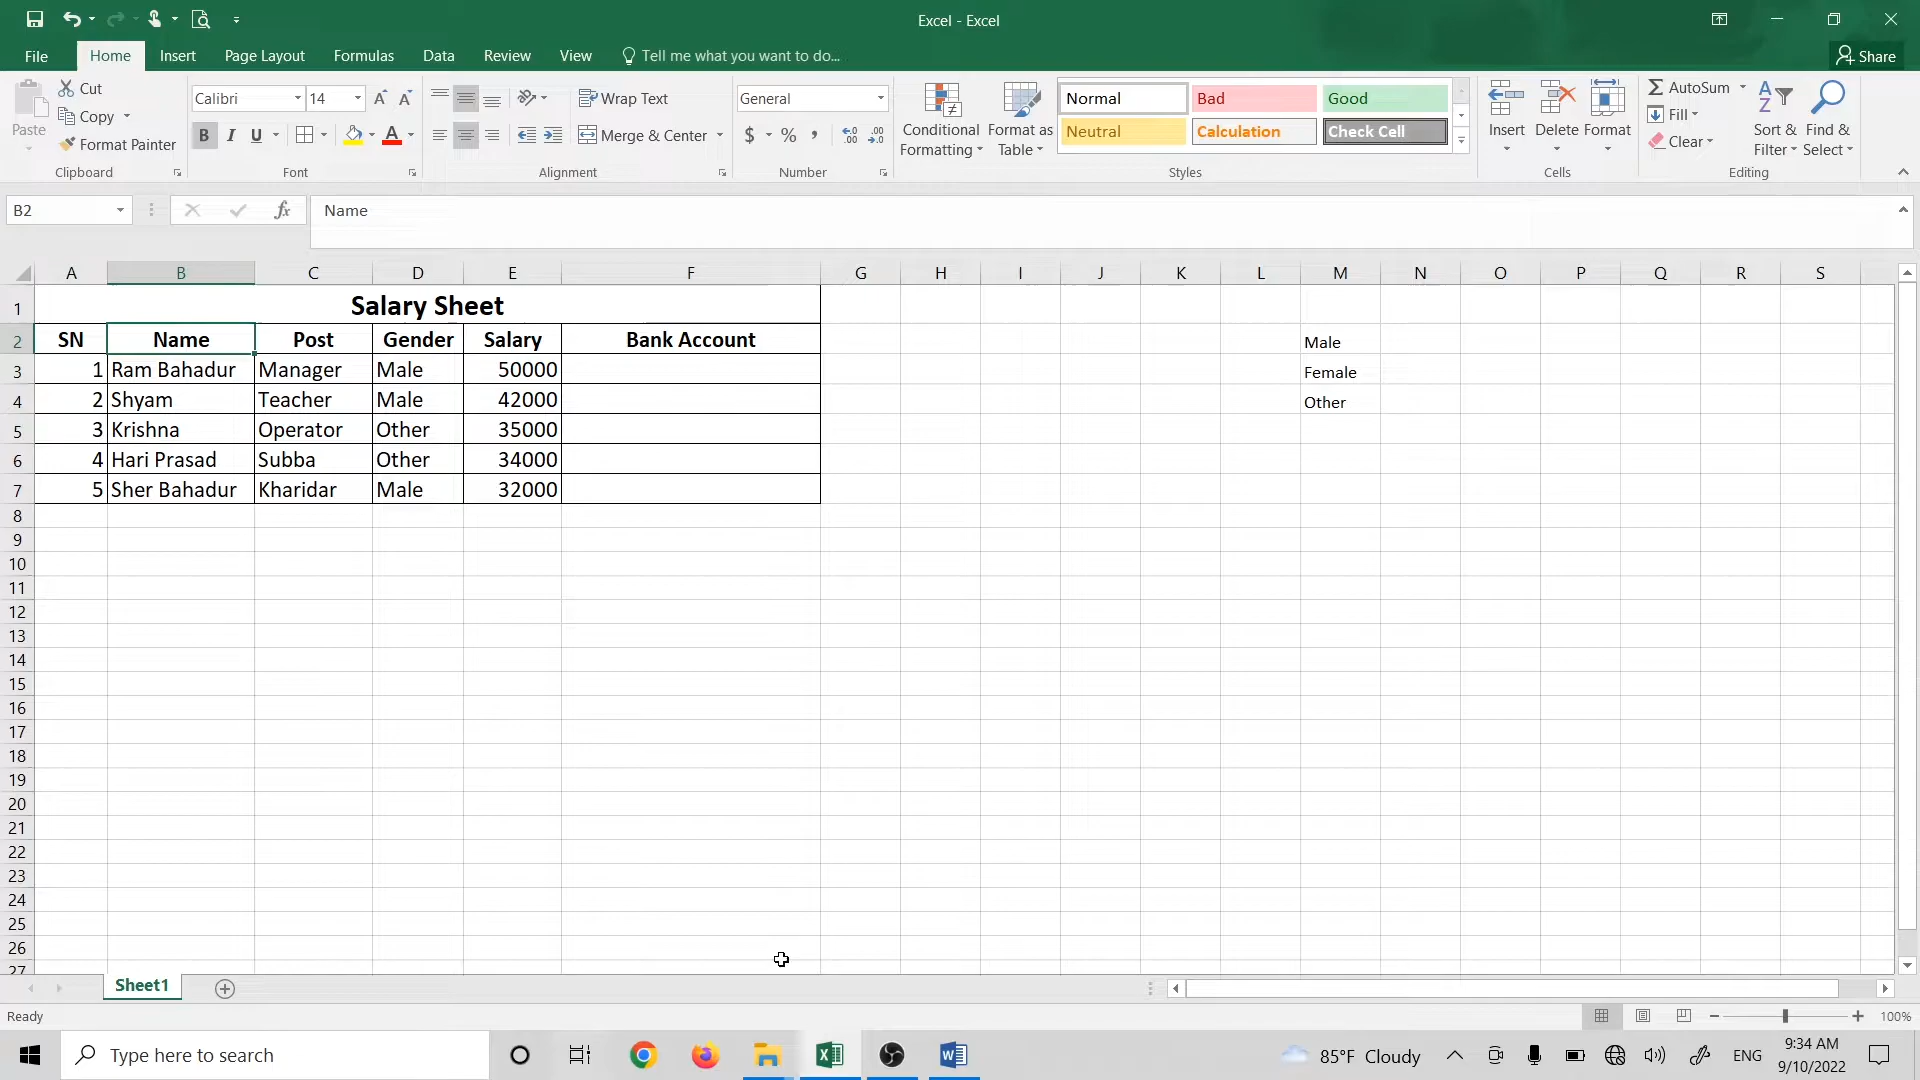 Excel - Excel
File Home Insert Page Layout Formulas Data Review View Tell me what you want to do... Share
Paste
Cut
Copy
Format Painter
Clipboard
Calibri 14
B I U
Font
Wrap Text
Merge & Center
Alignment
General
$ % ,
Number
Conditional
Formatting
Format as
Table
Normal Bad Good
Neutral Calculation Check Cell
Styles
Insert Delete Format
Cells
AutoSum
Fill
Clear
Sort &
Filter
Find &
Select
Editing
B2 fx Name
A B C D E F G H I J K L M N O P Q R S
1 Salary Sheet
2 SN Name Post Gender Salary Bank Account Male
3 1 Ram Bahadur Manager Male 50000 Female
4 2 Shyam Teacher Male 42000 Other
5 3 Krishna Operator Other 35000
6 4 Hari Prasad Subba Other 34000
7 5 Sher Bahadur Kharidar Male 32000
8
9
10
11
12
13
14
15
16
17
18
19
20
21
22
23
24
25
26
27
Sheet1
Ready 100%
Type here to search 85°F Cloudy ENG 9:34 AM
9/10/2022